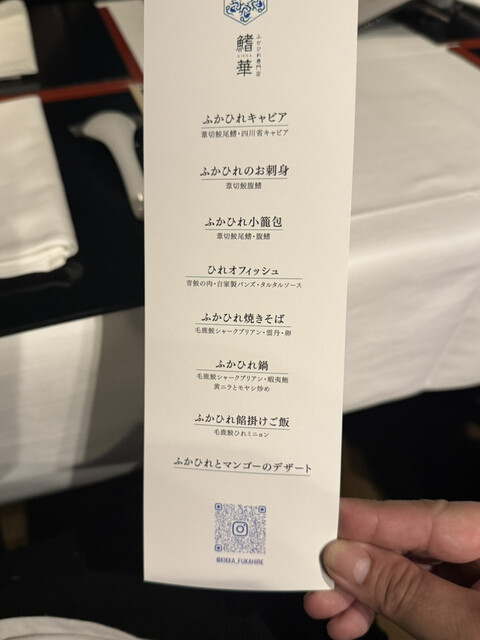 ふかひれ専門店
鰭華
ふかひれキャビア
葦切鮫尾鰭・四川省キャビア
ふかひれのお刺身
葦切鮫腹鰭
ふかひれ小籠包
葦切鮫尾鰭・腹鰭
ひれオフィッシュ
青鮫の肉・自家製バンズ・タルタルソース
ふかひれ焼きそば
毛鹿鮫シャークブリアン・雲丹・卵
ふかひれ鍋
毛鹿鮫シャークブリアン・蝦夷鮑
黄ニラとモヤシ炒め
ふかひれ餡掛けご飯
毛鹿鮫ひれミニョン
ふかひれとマンゴーのデザート
@KIKKA_FUKAHIRE